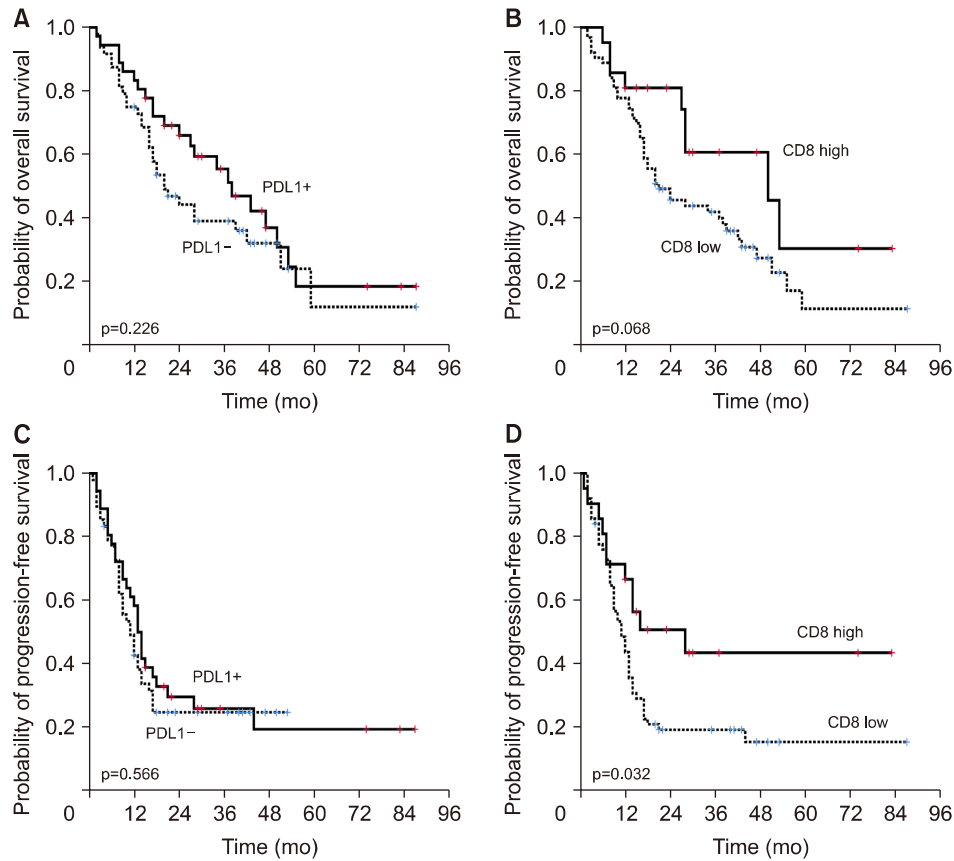 A
Probability of overall survival
1.0
0.8
0.6
0.4
0.2
0
PDL1+
PDL1−
p=0.226
12 24 36 48 60 72 84 96
Time (mo)
B
Probability of overall survival
1.0
0.8
0.6
0.4
0.2
0
CD8 high
CD8 low
p=0.068
12 24 36 48 60 72 84 96
Time (mo)
C
Probability of progression-free survival
1.0
0.8
0.6
0.4
0.2
0
PDL1+
PDL1−
p=0.566
12 24 36 48 60 72 84 96
Time (mo)
D
Probability of progression-free survival
1.0
0.8
0.6
0.4
0.2
0
CD8 high
CD8 low
p=0.032
12 24 36 48 60 72 84 96
Time (mo)